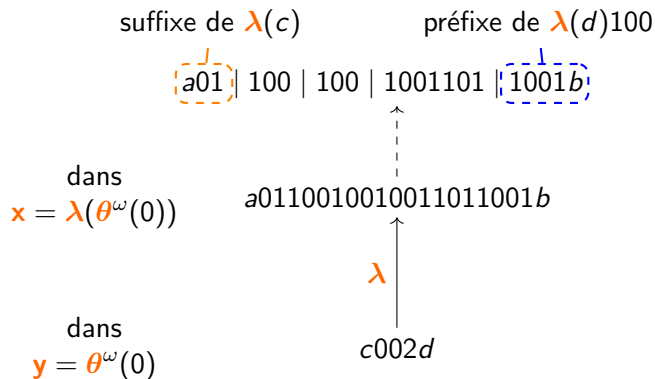 suffixe de λ(c) préfixe de λ(d)100
a01 | 100 | 100 | 1001101 | 1001b
dans
x = λ(θ^ω(0))
a0110010010011011001b
λ
dans
y = θ^ω(0)
c002d